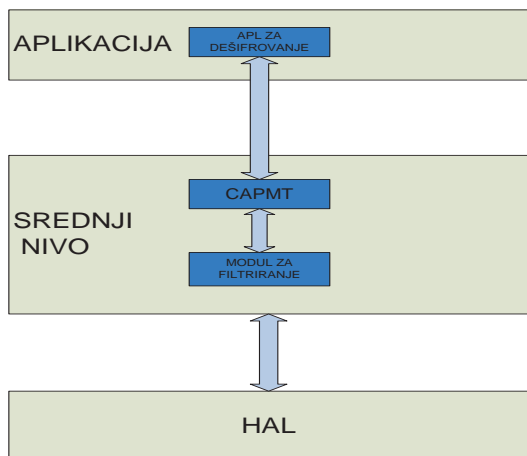 APLIKACIJA
APL ZA
DEŠIFROVANJE
CAPMT
SREDNJI
NIVO
MODUL ZA
FILTRIRANJE
HAL